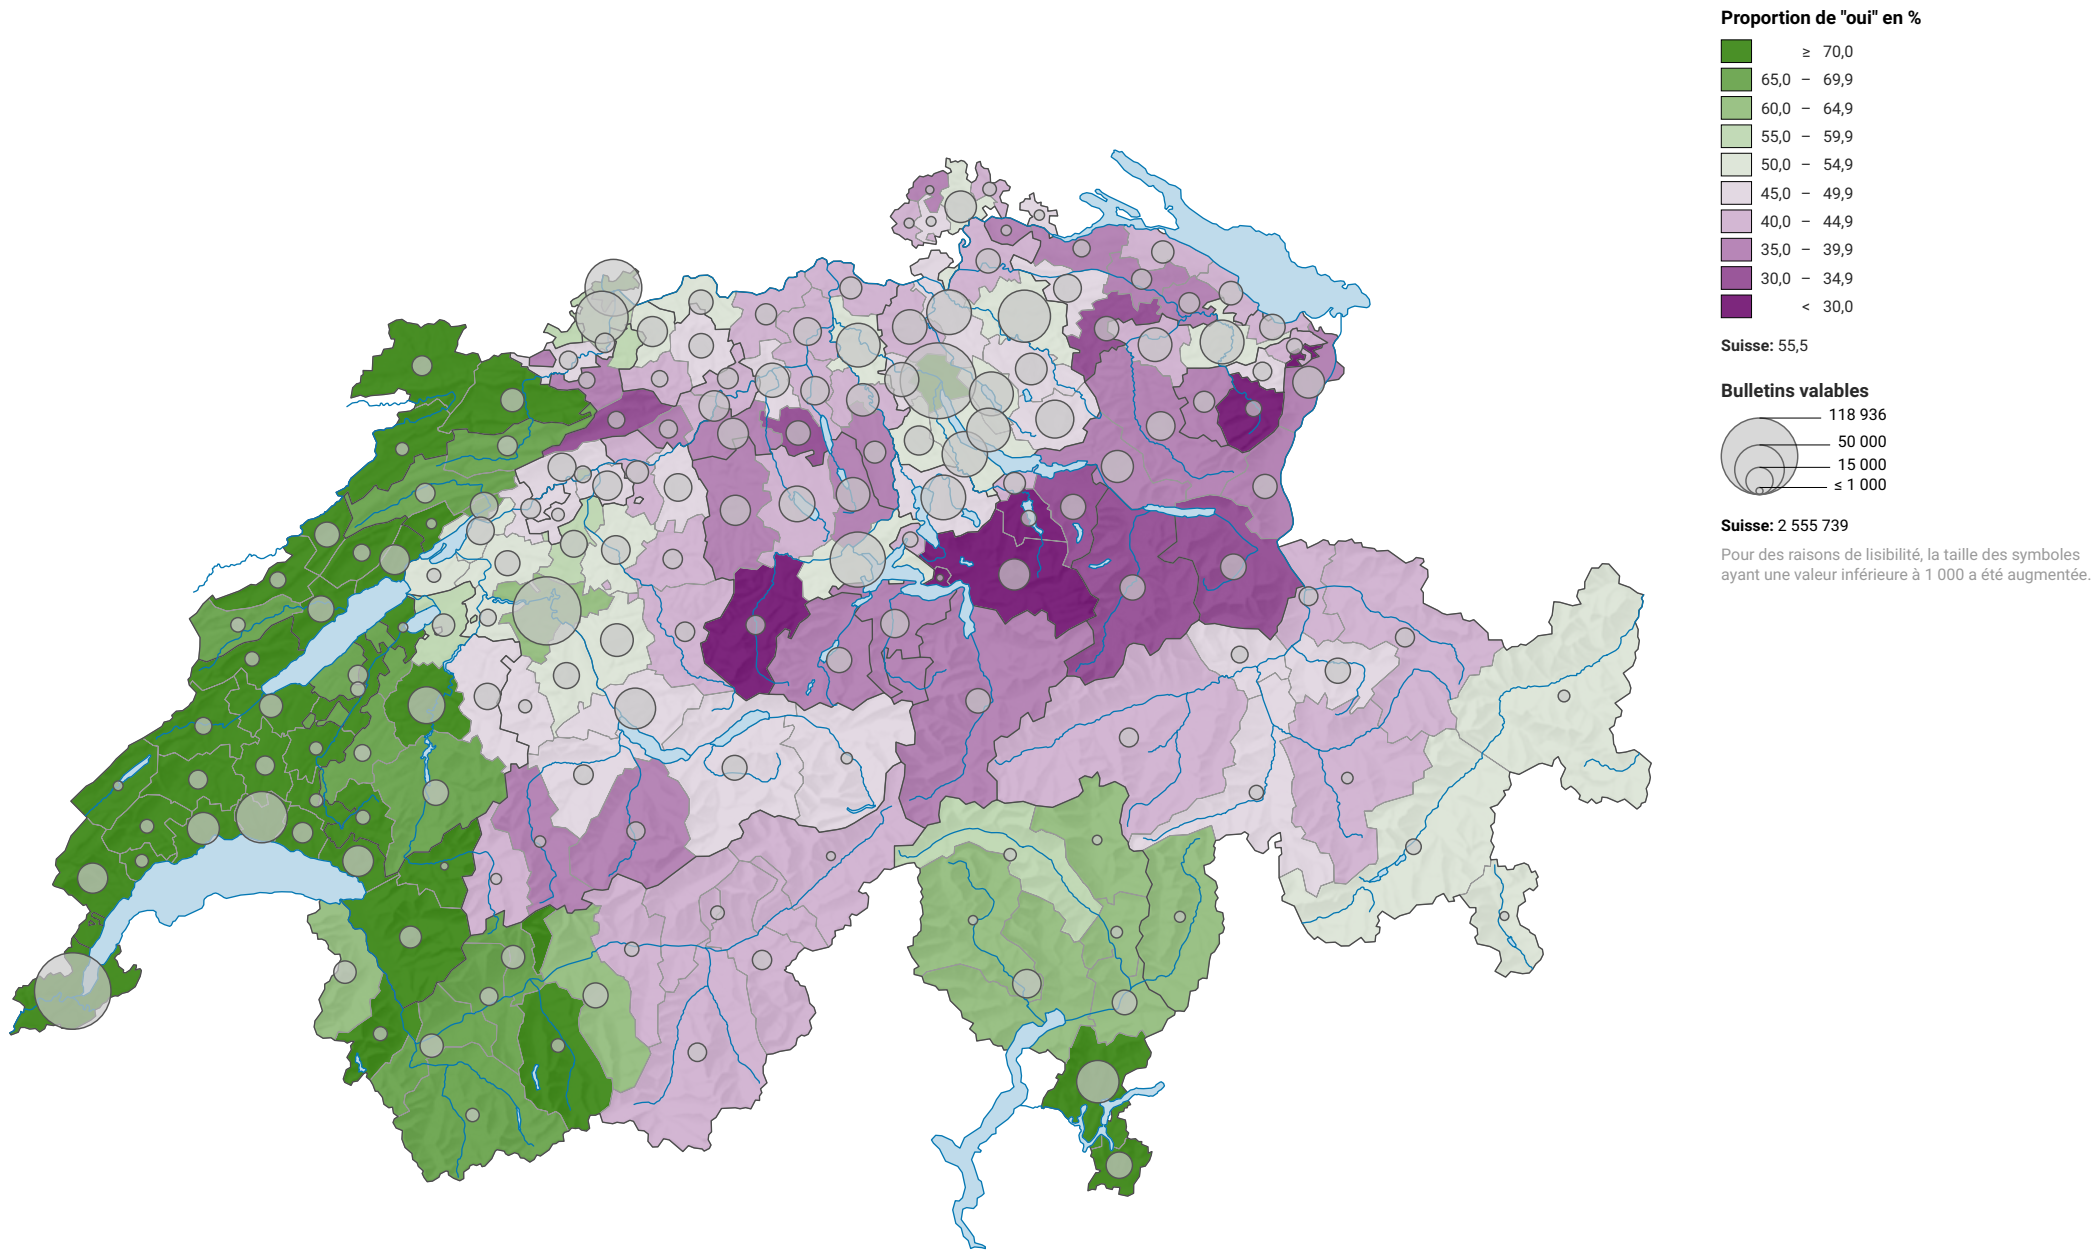 Proportion de "oui" en %
≥ 70,0
65,0 – 69,9
60,0 – 64,9
55,0 – 59,9
50,0 – 54,9
45,0 – 49,9
40,0 – 44,9
35,0 – 39,9
30,0 – 34,9
< 30,0
Suisse: 55,5
Bulletins valables
118 936
50 000
15 000
≤ 1 000
Suisse: 2 555 739
Pour des raisons de lisibilité, la taille des symboles
ayant une valeur inférieure à 1 000 a été augmentée.